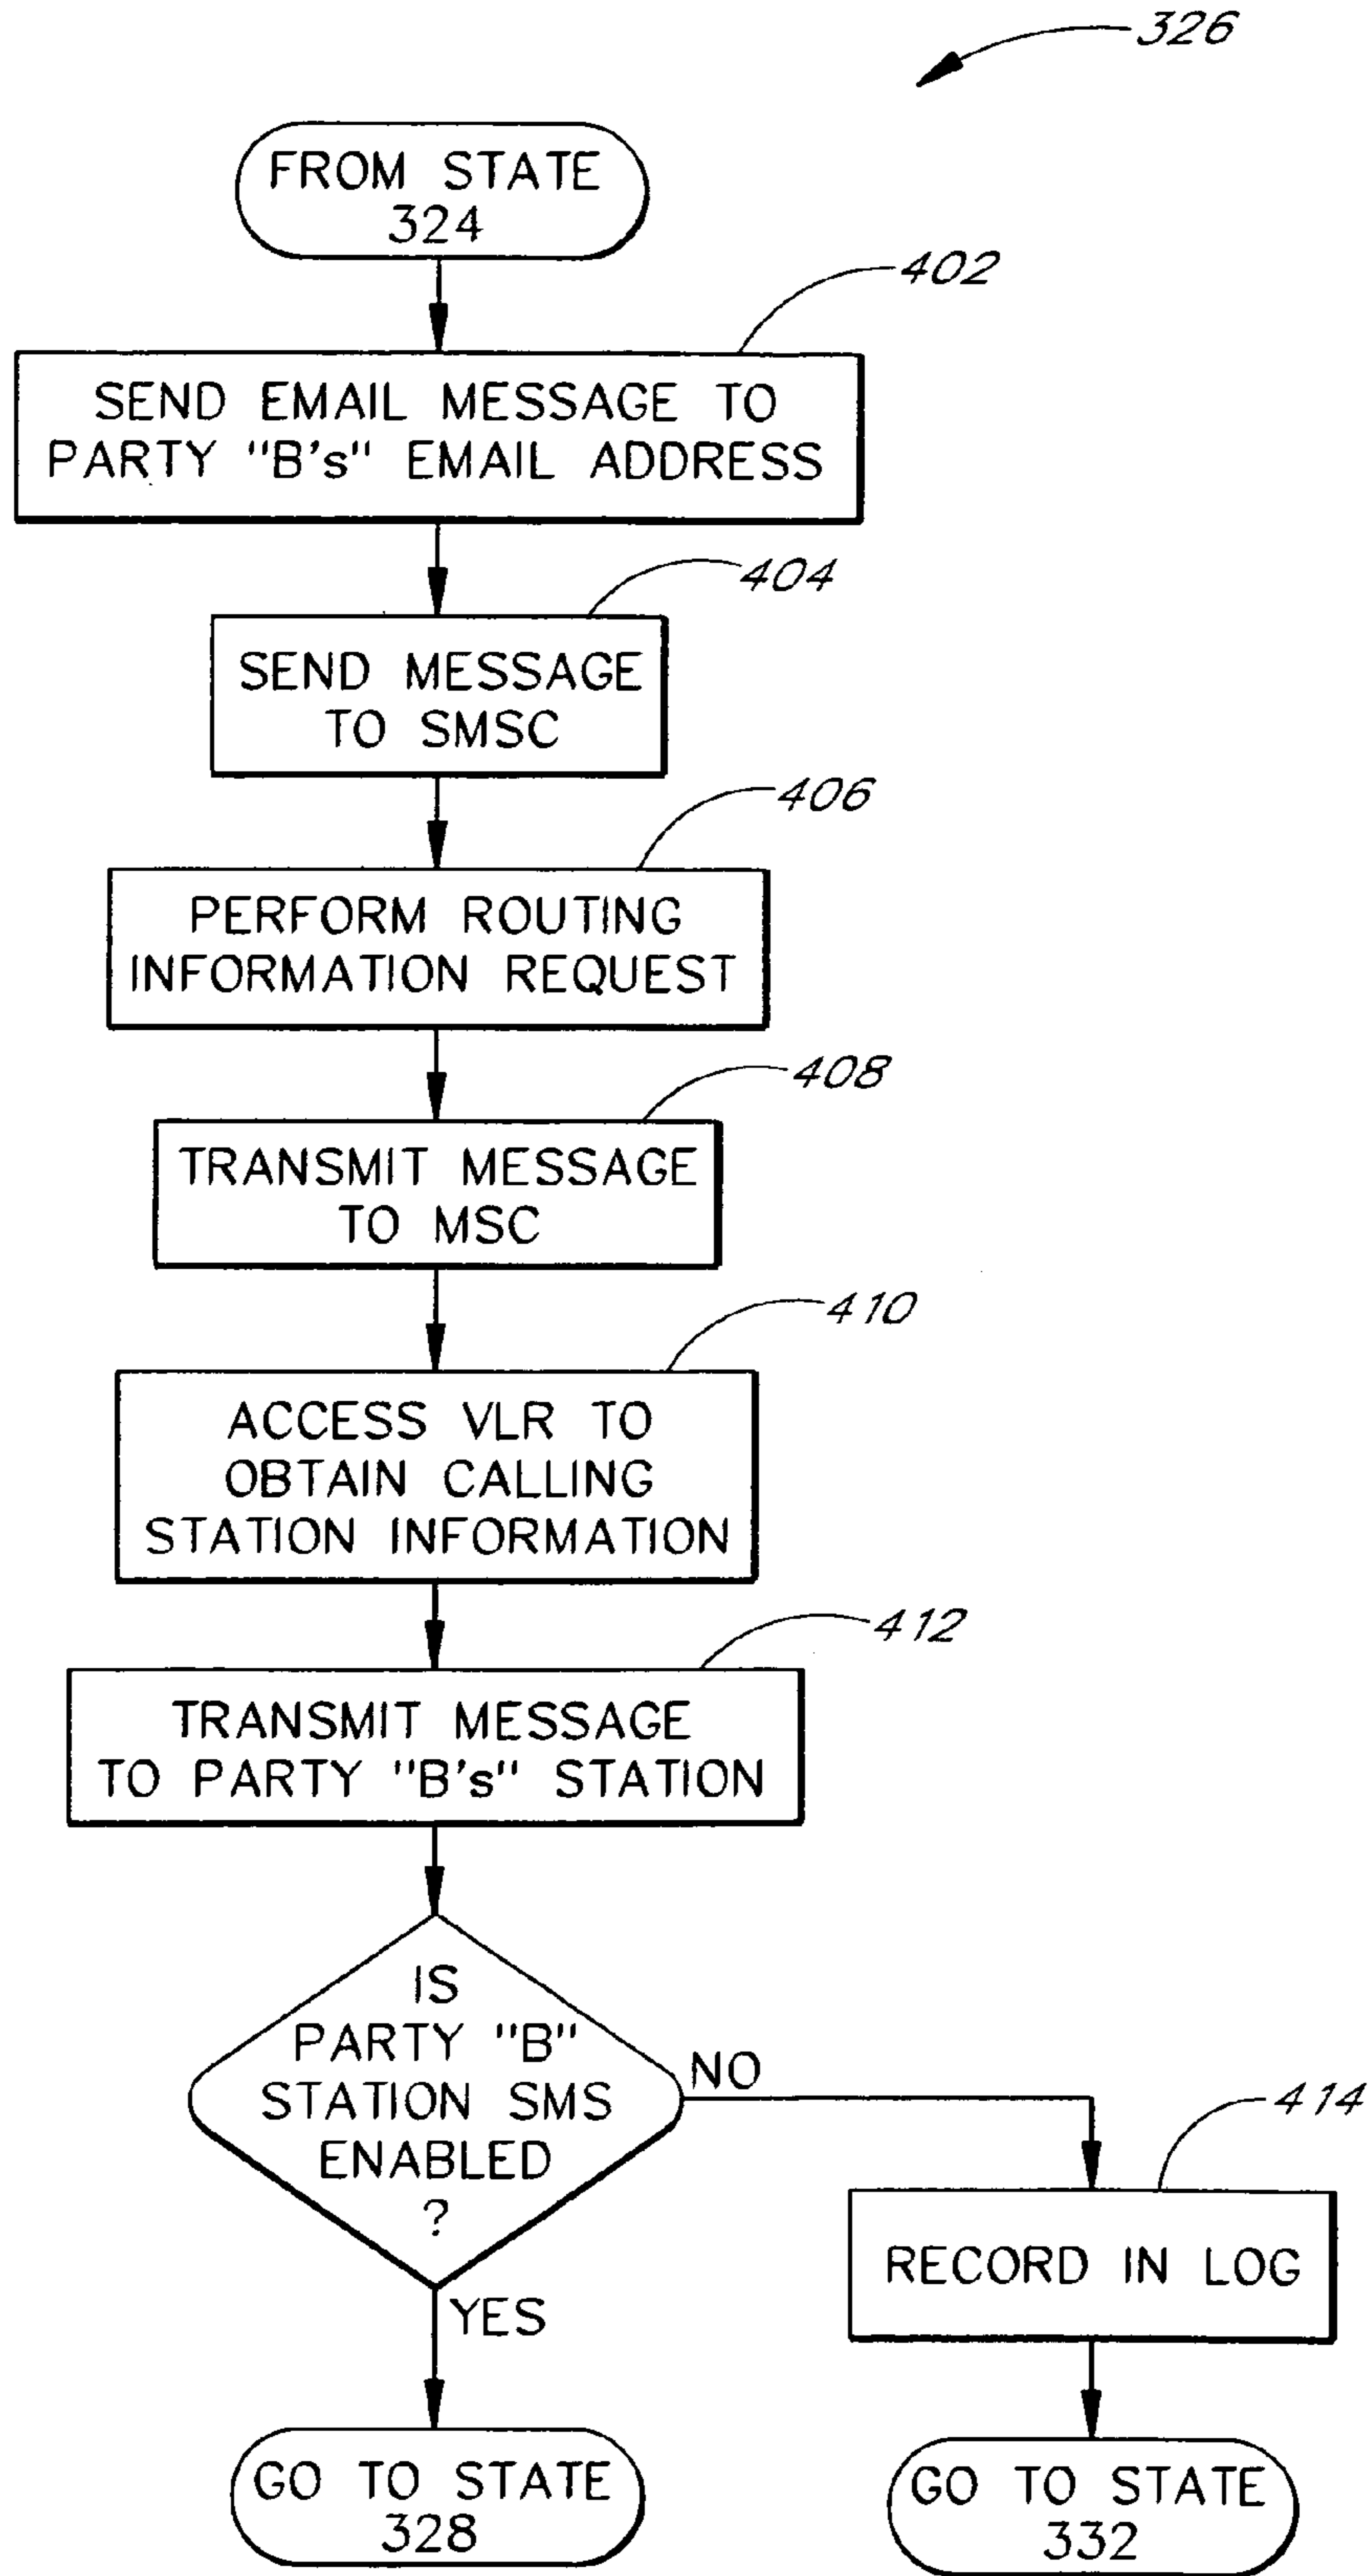 326
FROM STATE
324
402
SEND EMAIL MESSAGE TO
PARTY "B's" EMAIL ADDRESS
404
SEND MESSAGE
TO SMSC
406
PERFORM ROUTING
INFORMATION REQUEST
408
TRANSMIT MESSAGE
TO MSC
410
ACCESS VLR TO
OBTAIN CALLING
STATION INFORMATION
412
TRANSMIT MESSAGE
TO PARTY "B's" STATION
IS
PARTY "B"
STATION SMS
ENABLED
?
NO
414
RECORD IN LOG
YES
GO TO STATE
328
GO TO STATE
332